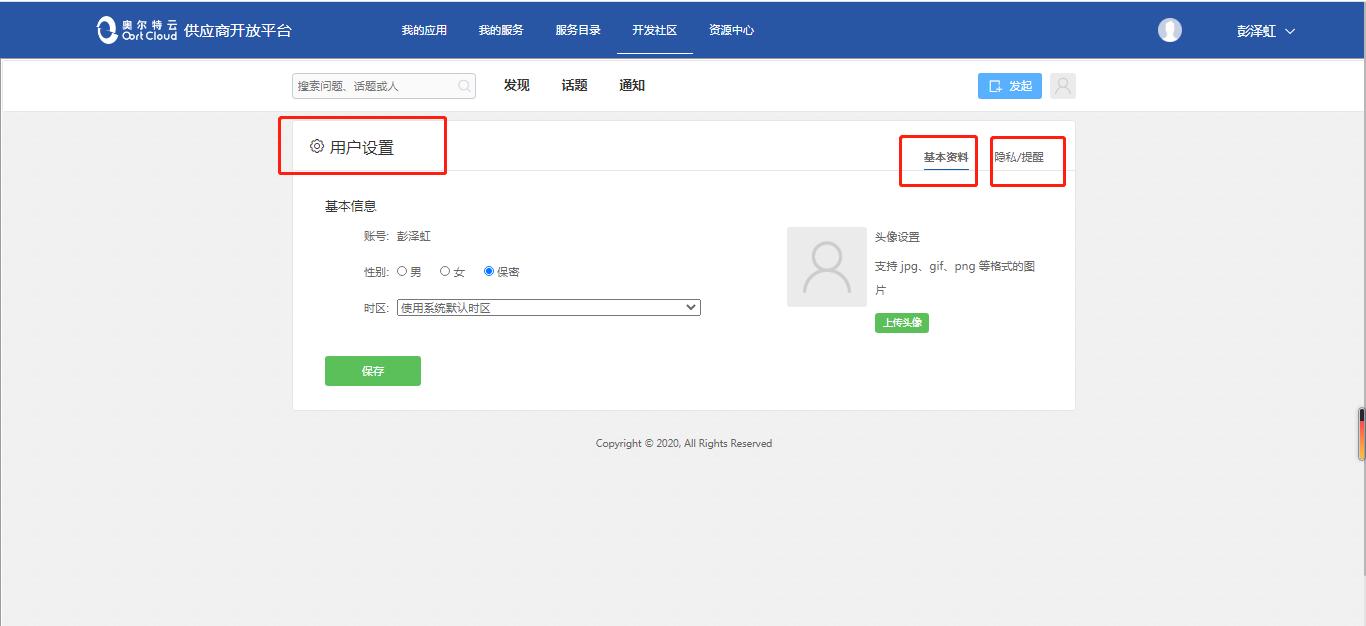 奥尔特云 供应商开放平台 我的应用 我的服务 服务目录 开发社区 资源中心 彭泽虹
Oort Cloud
搜索问题、话题或人 发现 话题 通知 发起
用户设置 基本资料 隐私/提醒
基本信息
账号: 彭泽虹
性别: 男 女 保密
时区: 使用系统默认时区
头像设置
支持 jpg、gif、png 等格式的图
片
上传头像
保存
Copyright © 2020, All Rights Reserved